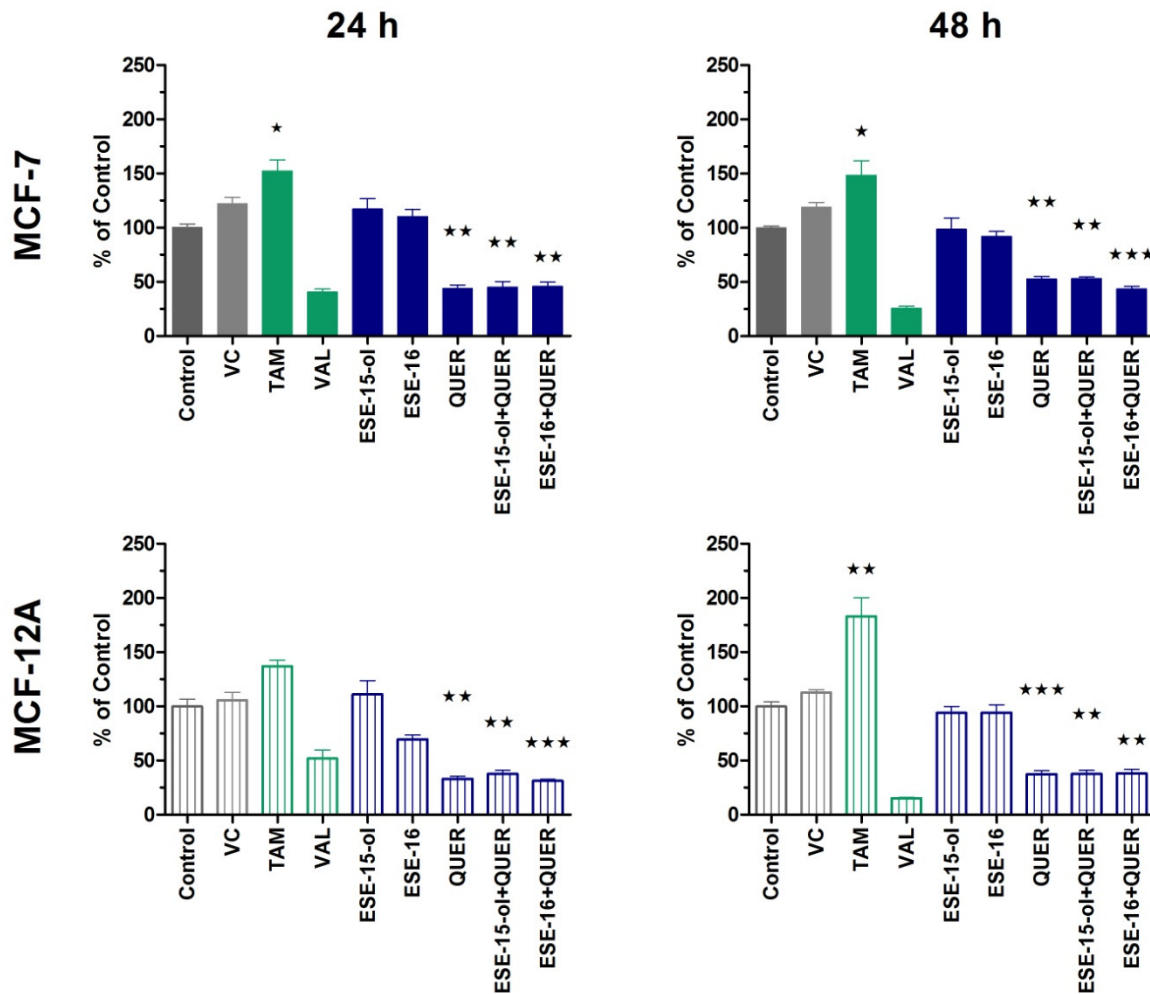 24 h
48 h
MCF-7
% of Control
250
200
150
100
50
0
★
★★
★★
★★
Control
VC
TAM
VAL
ESE-15-ol
ESE-16
QUER
ESE-15-ol+QUER
ESE-16+QUER
% of Control
250
200
150
100
50
0
★
★★
★★
★★★
Control
VC
TAM
VAL
ESE-15-ol
ESE-16
QUER
ESE-15-ol+QUER
ESE-16+QUER
MCF-12A
% of Control
250
200
150
100
50
0
★★
★★
★★★
Control
VC
TAM
VAL
ESE-15-ol
ESE-16
QUER
ESE-15-ol+QUER
ESE-16+QUER
% of Control
250
200
150
100
50
0
★★
★★★
★★
★★
Control
VC
TAM
VAL
ESE-15-ol
ESE-16
QUER
ESE-15-ol+QUER
ESE-16+QUER